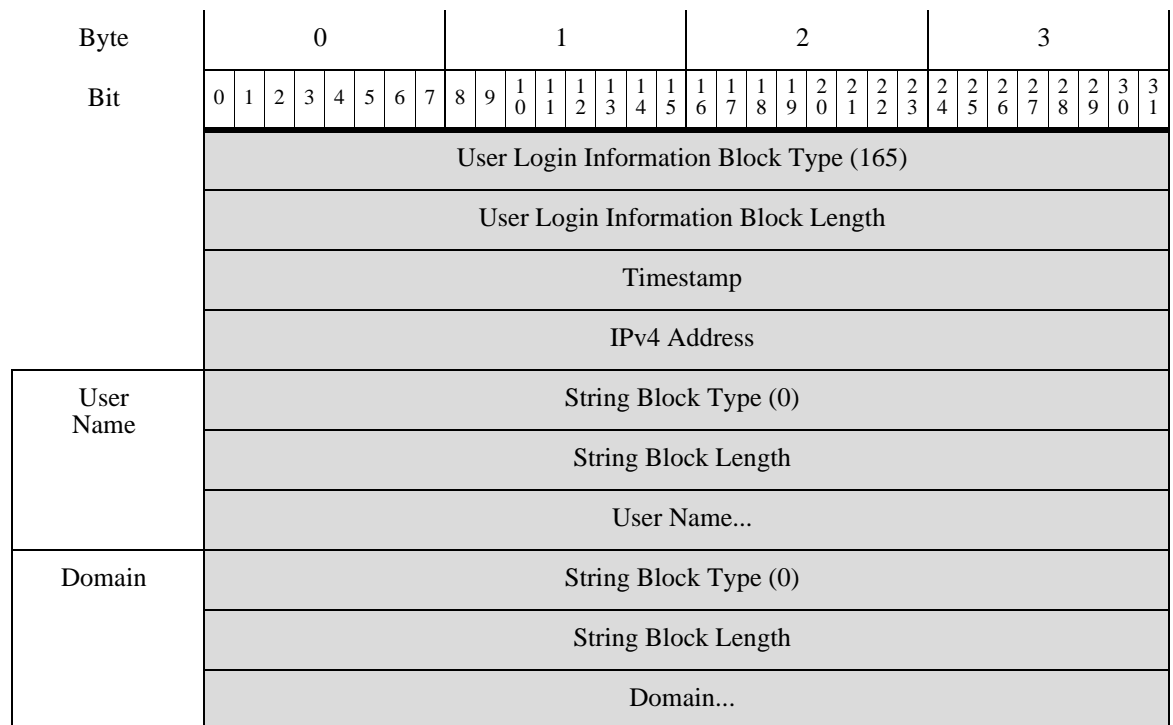 Byte 0 1 2 3
Bit 0 1 2 3 4 5 6 7 8 9 10 11 12 13 14 15 16 17 18 19 20 21 22 23 24 25 26 27 28 29 30 31
User Login Information Block Type (165)
User Login Information Block Length
Timestamp
IPv4 Address
User
Name
String Block Type (0)
String Block Length
User Name...
Domain
String Block Type (0)
String Block Length
Domain...